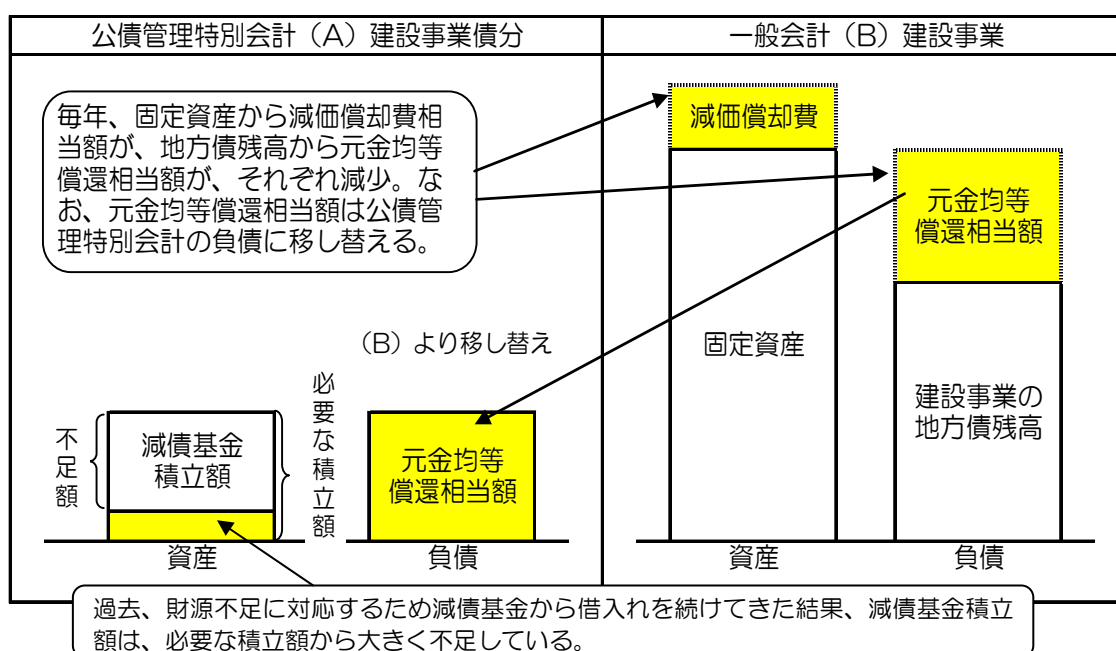 公債管理特別会計（A）建設事業債分
一般会計（B）建設事業
毎年、固定資産から減価償却費相
当額が、地方債残高から元金均等
償還相当額が、それぞれ減少。な
お、元金均等償還相当額は公債管
理特別会計の負債に移し替える。
減価償却費
元金均等
償還相当額
（B）より移し替え
固定資産
建設事業の
地方債残高
不足額
減債基金
積立額
必要な積立額
元金均等
償還相当額
資産
負債
資産
負債
過去、財源不足に対応するため減債基金から借入れを続けてきた結果、減債基金積立
額は、必要な積立額から大きく不足している。